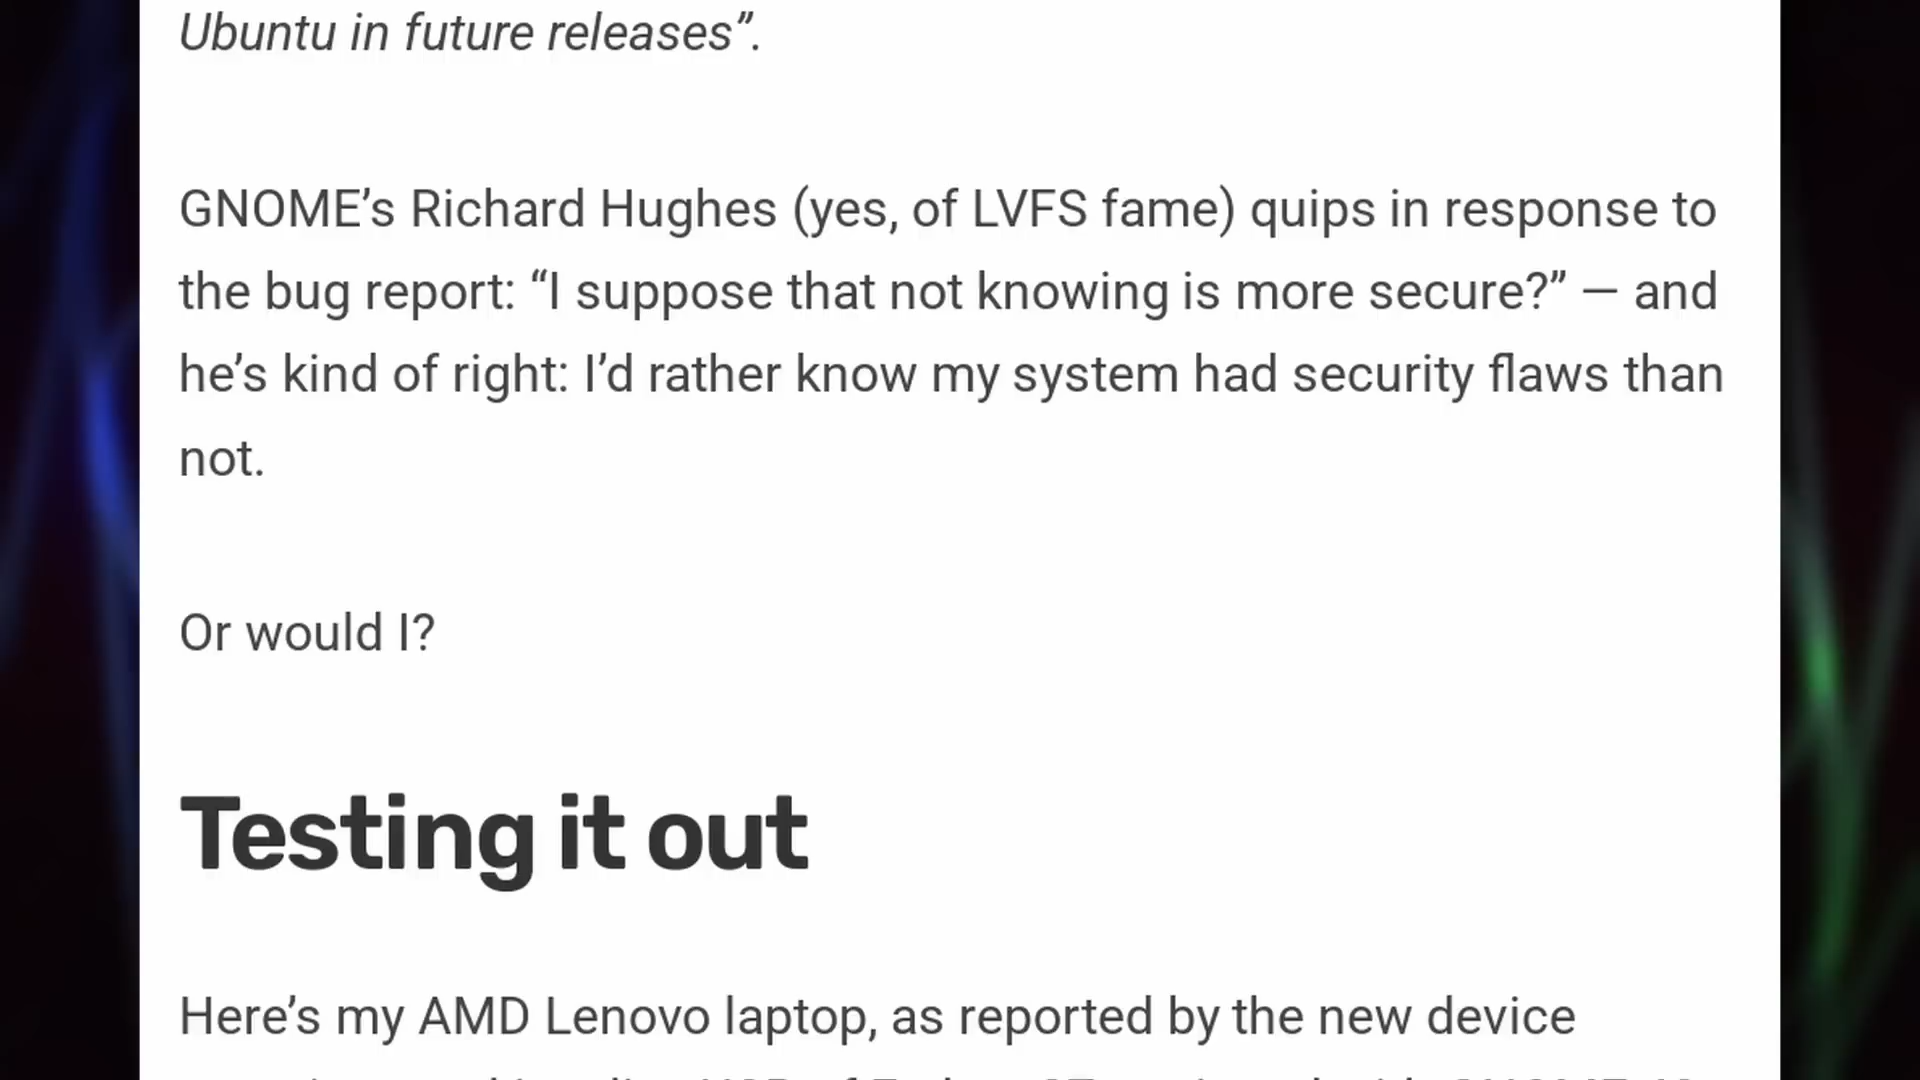 Ubuntu in future releases”.
GNOME’s Richard Hughes (yes, of LVFS fame) quips in response to
the bug report: “I suppose that not knowing is more secure?” — and
he’s kind of right: I’d rather know my system had security flaws than
not.
Or would I?
Testing it out
Here’s my AMD Lenovo laptop, as reported by the new device